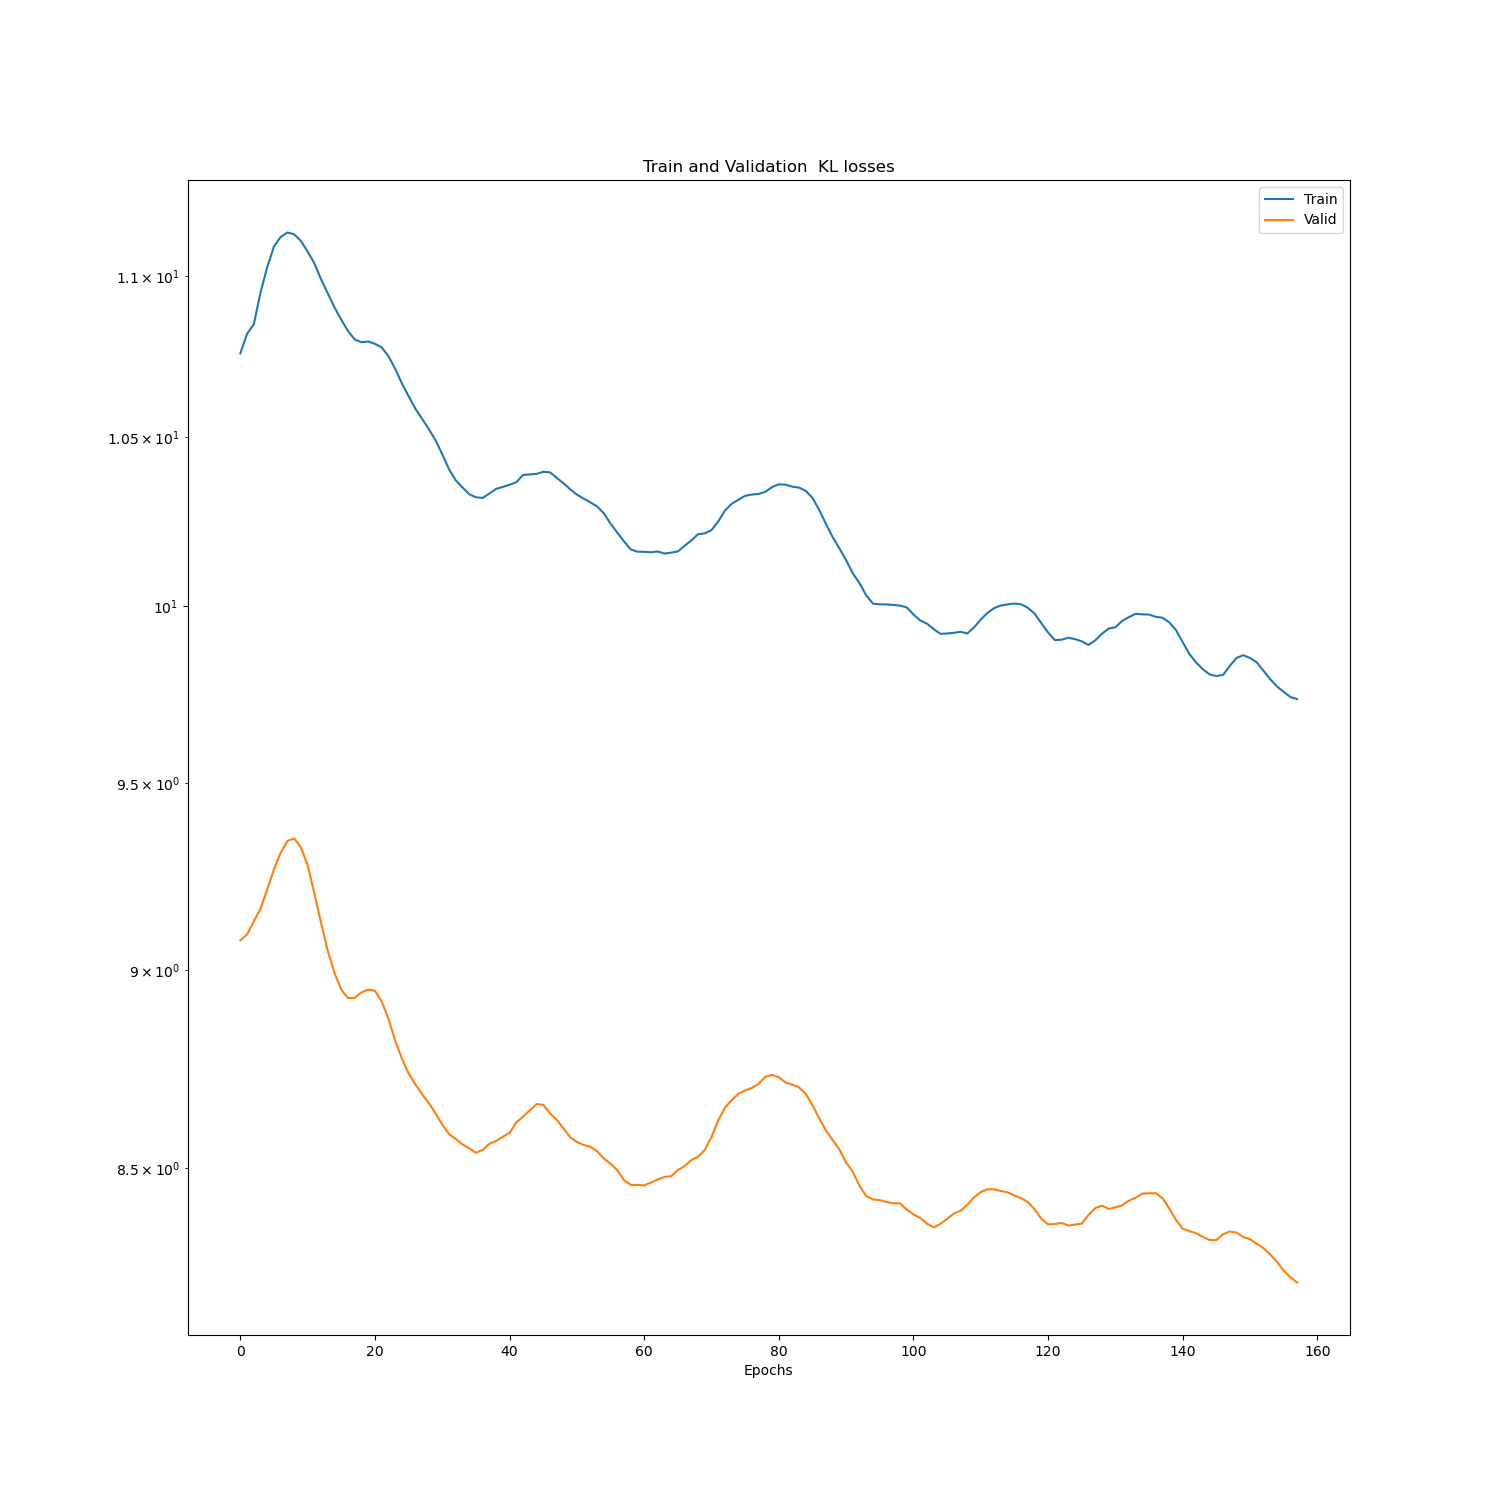 Train and Validation  KL losses
Train
Valid
1.1 × 10¹
1.05 × 10¹
10¹
9.5 × 10⁰
9 × 10⁰
8.5 × 10⁰
0 20 40 60 80 100 120 140 160
Epochs